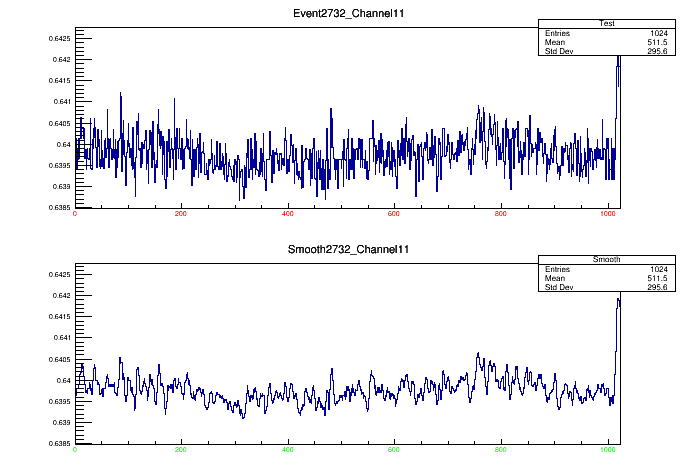 Event2732_Channel11
Test
Entries 1024
Mean 511.5
Std Dev 295.6
0.6425
0.642
0.6415
0.641
0.6405
0.64
0.6395
0.639
0.6385
0 200 400 600 800 1000
Smooth2732_Channel11
Smooth
Entries 1024
Mean 511.5
Std Dev 295.6
0.6425
0.642
0.6415
0.641
0.6405
0.64
0.6395
0.639
0.6385
0 200 400 600 800 1000